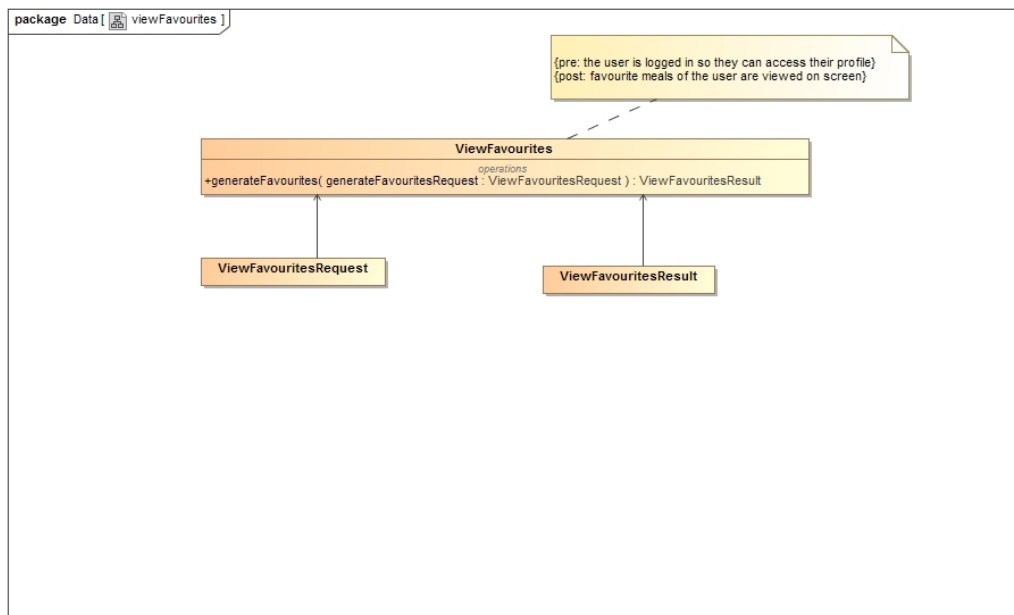 package Data [ viewFavourites ]
{pre: the user is logged in so they can access their profile}
{post: favourite meals of the user are viewed on screen}
ViewFavourites
operations
+generateFavourites( generateFavouritesRequest : ViewFavouritesRequest ) : ViewFavouritesResult
ViewFavouritesRequest
ViewFavouritesResult